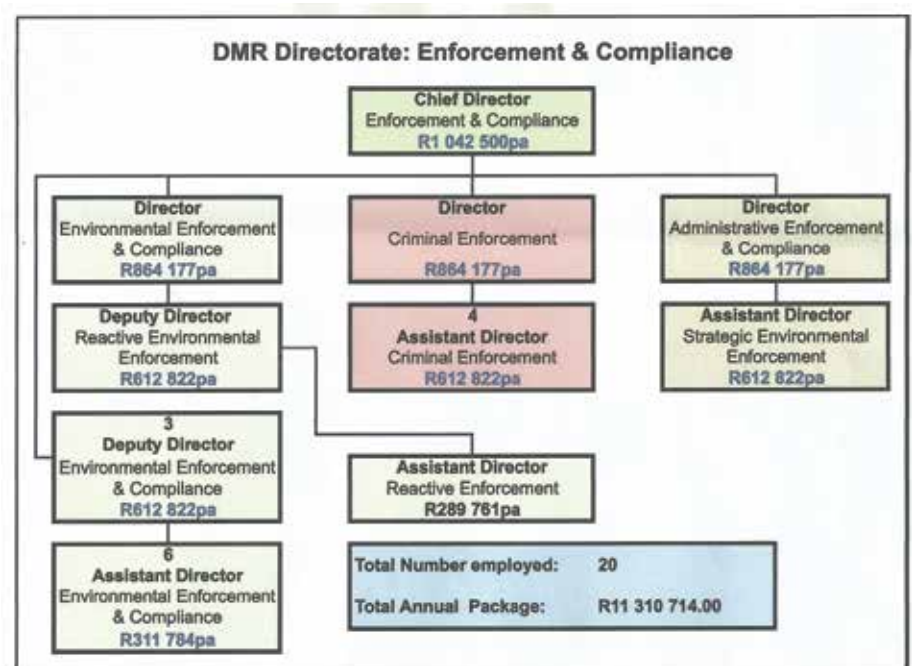 DMR Directorate: Enforcement & Compliance
Chief Director
Enforcement & Compliance
R1 042 500pa
Director
Environmental Enforcement
& Compliance
R864 177pa
Director
Criminal Enforcement
R864 177pa
Director
Administrative Enforcement
& Compliance
R864 177pa
Deputy Director
Reactive Environmental
Enforcement
R612 822pa
4
Assistant Director
Criminal Enforcement
R612 822pa
Assistant Director
Strategic Environmental
Enforcement
R612 822pa
3
Deputy Director
Environmental Enforcement
& Compliance
R612 822pa
Assistant Director
Reactive Enforcement
R289 761pa
6
Assistant Director
Environmental Enforcement
& Compliance
R311 784pa
Total Number employed: 20
Total Annual Package: R11 310 714.00